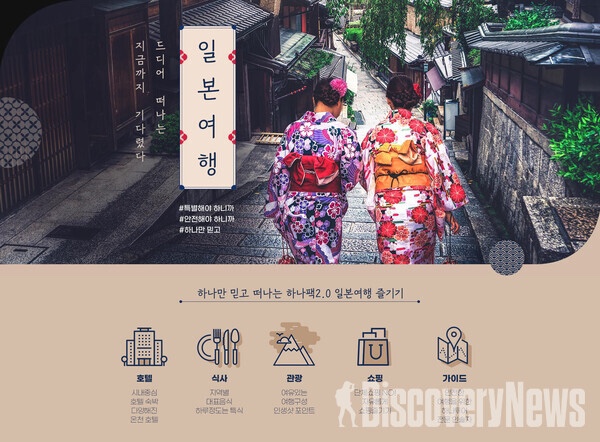 일본여행
드디어 떠나는
지금까지 기다렸다
#특별해야 하니까
#안전해야 하니까
#하나만 믿고
하나만 믿고 떠나는 하나팩2.0 일본여행 즐기기
호텔
시내중심
호텔 숙박
다양해진
온천 호텔
식사
지역별
대표음식
하루정도는 특식
관광
여유있는
여행구성
인생샷 포인트
쇼핑
가이드
DiscoveryNews